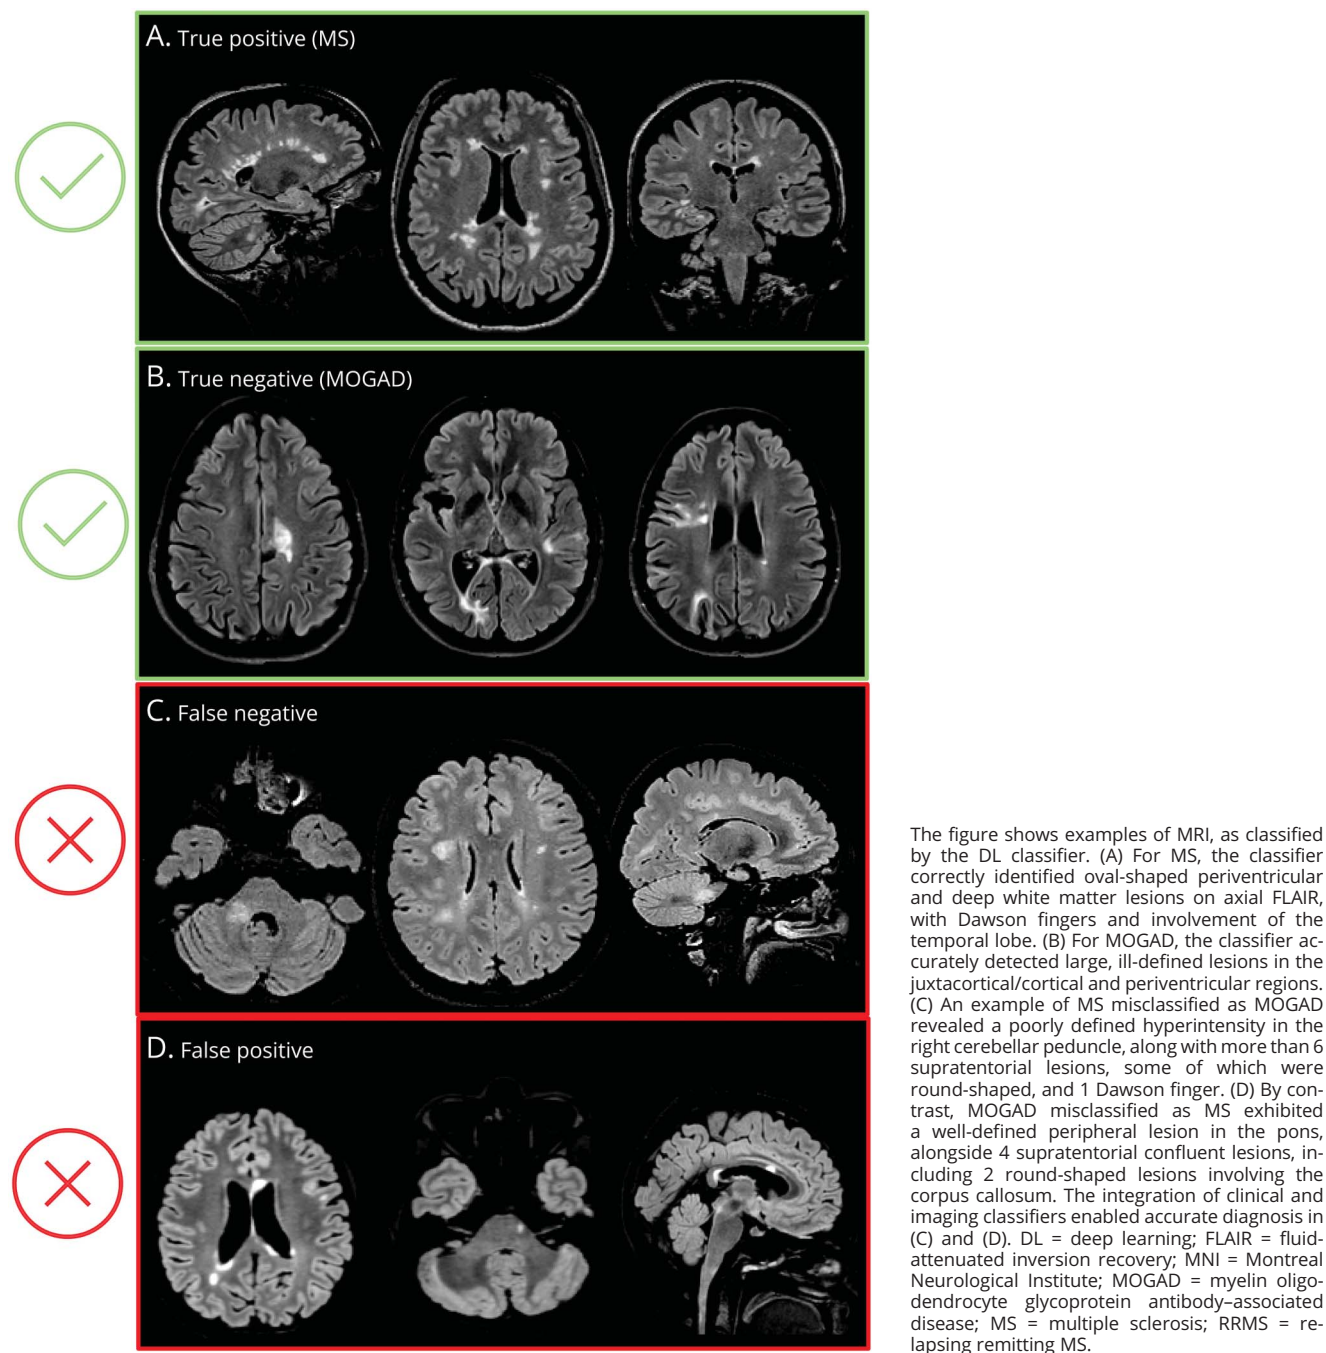 A. True positive (MS)
B. True negative (MOGAD)
C. False negative
D. False positive
The figure shows examples of MRI, as classified
by the DL classifier. (A) For MS, the classifier
correctly identified oval-shaped periventricular
and deep white matter lesions on axial FLAIR,
with Dawson fingers and involvement of the
temporal lobe. (B) For MOGAD, the classifier ac-
curately detected large, ill-defined lesions in the
juxtacortical/cortical and periventricular regions.
(C) An example of MS misclassified as MOGAD
revealed a poorly defined hyperintensity in the
right cerebellar peduncle, along with more than 6
supratentorial lesions, some of which were
round-shaped, and 1 Dawson finger. (D) By con-
trast, MOGAD misclassified as MS exhibited
a well-defined peripheral lesion in the pons,
alongside 4 supratentorial confluent lesions, in-
cluding 2 round-shaped lesions involving the
corpus callosum. The integration of clinical and
imaging classifiers enabled accurate diagnosis in
(C) and (D). DL = deep learning; FLAIR = fluid-
attenuated inversion recovery; MNI = Montreal
Neurological Institute; MOGAD = myelin oligo-
dendrocyte glycoprotein antibody–associated
disease; MS = multiple sclerosis; RRMS = re-
lapsing remitting MS.